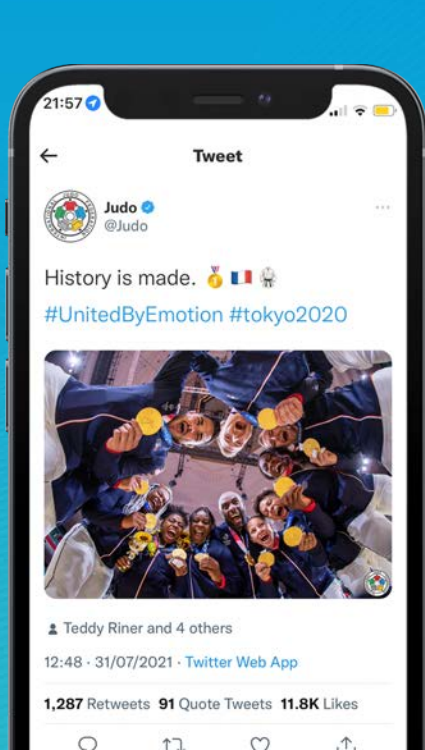 21:57
Tweet
Judo
@Judo
History is made. 🥇 🇫🇷 🥋
#UnitedByEmotion #tokyo2020
Teddy Riner and 4 others
12:48 · 31/07/2021 · Twitter Web App
1,287 Retweets 91 Quote Tweets 11.8K Likes